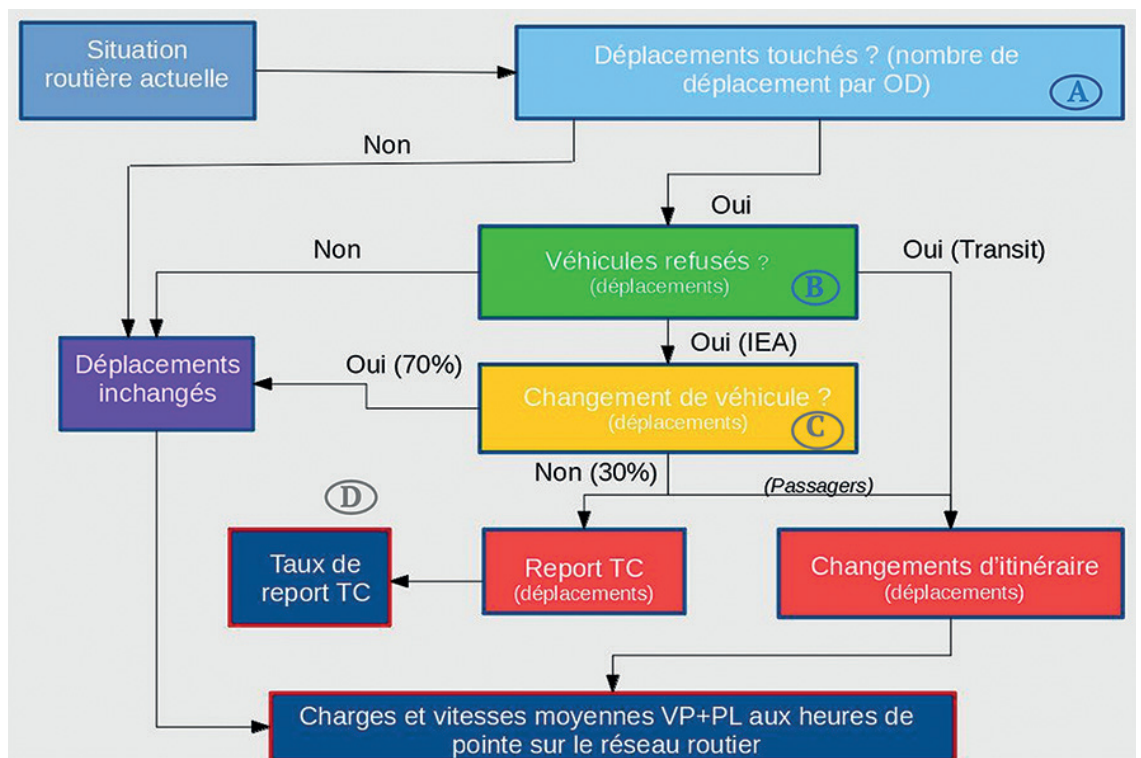 Situation
routière actuelle
Déplacements touchés ? (nombre de
déplacement par OD)
A
Non
Oui
Non
Véhicules refusés ?
(déplacements)
B
Oui (Transit)
Oui (IEA)
Déplacements
inchangés
Oui (70%)
Changement de véhicule ?
(déplacements)
C
Non (30%)
(Passagers)
D
Taux de
report TC
Report TC
(déplacements)
Changements d'itinéraire
(déplacements)
Charges et vitesses moyennes VP+PL aux heures de
pointe sur le réseau routier